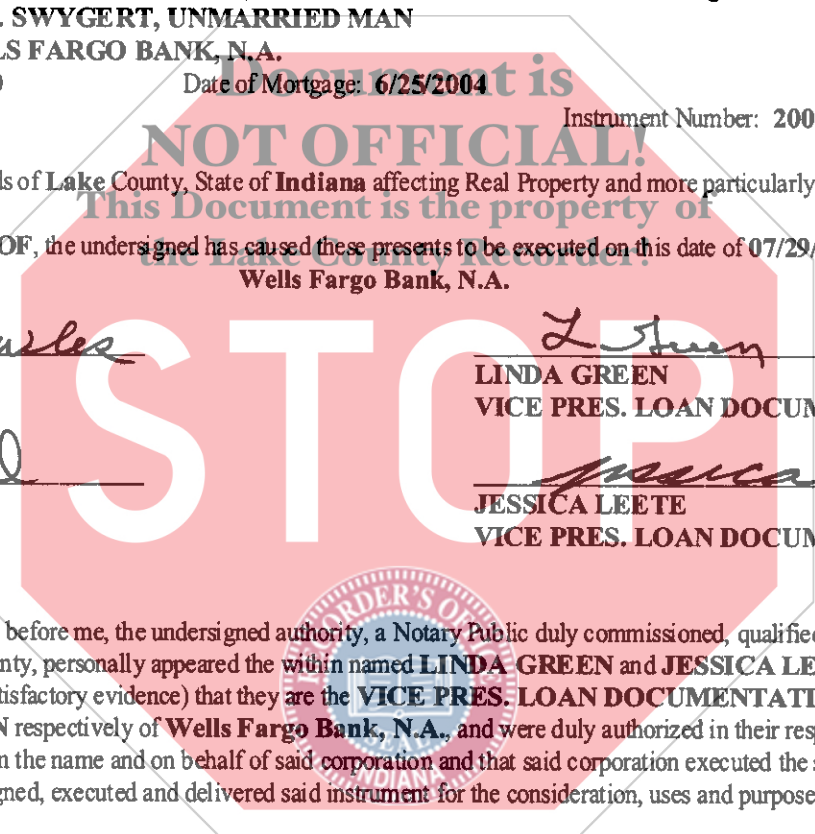 . SWYGERT, UNMARRIED MAN
LS FARGO BANK, N.A.
Date of Mortgage: 6/25/2004
Document is
Instrument Number: 200
NOT OFFICIAL!
ds of Lake County, State of Indiana affecting Real Property and more particularly
This Document is the property of
OF, the undersigned has caused these presents to be executed on this date of 07/29/
the Lake County Recorder!
Wells Fargo Bank, N.A.
STOP
L Green
LINDA GREEN
VICE PRES. LOAN DOCUM
Jessica
JESSICA LEETE
VICE PRES. LOAN DOCUM
RECORDER'S OFFICE
before me, the undersigned authority, a Notary Public duly commissioned, qualified
nty, personally appeared the within named LINDA GREEN and JESSICA LE
tisfactory evidence) that they are the VICE PRES. LOAN DOCUMENTATI
N respectively of Wells Fargo Bank, N.A., and were duly authorized in their resp
n the name and on behalf of said corporation and that said corporation executed the s
gned, executed and delivered said instrument for the consideration, uses and purpose
SEAL
INDIANA